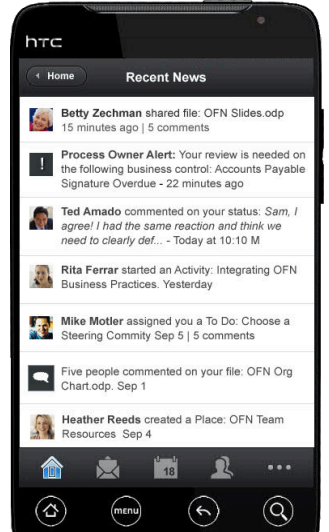 htc
Home
Recent News
Betty Zechman shared file: OFN Slides.odp
15 minutes ago | 5 comments
Process Owner Alert: Your review is needed on
the following business control: Accounts Payable
Signature Overdue - 22 minutes ago
Ted Amado commented on your status: Sam, I
agree! I had the same reaction and think we
need to clearly def... - Today at 10:10 M
Rita Ferrar started an Activity: Integrating OFN
Business Practices. Yesterday
Mike Motler assigned you a To Do: Choose a
Steering Commity Sep 5 | 5 comments
Five people commented on your file: OFN Org
Chart.odp. Sep 1
Heather Reeds created a Place: OFN Team
Resources Sep 4
18
MENU